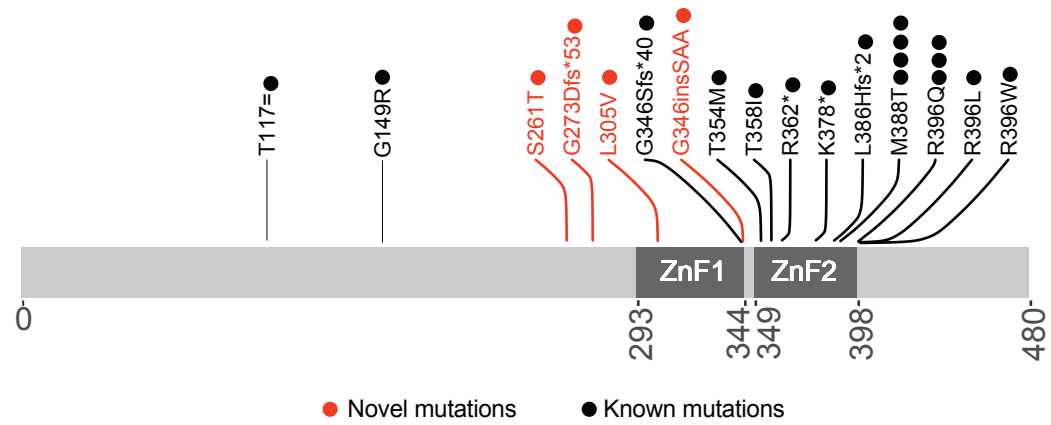 T117=
G149R
S261T
G273Dfs*53
L305V
G346Sfs*40
G346insSAA
T354M
T358I
R362*
K378*
L386Hfs*2
M388T
R396Q
R396L
R396W
ZnF1
ZnF2
0
293
344
349
398
480
Novel mutations
Known mutations